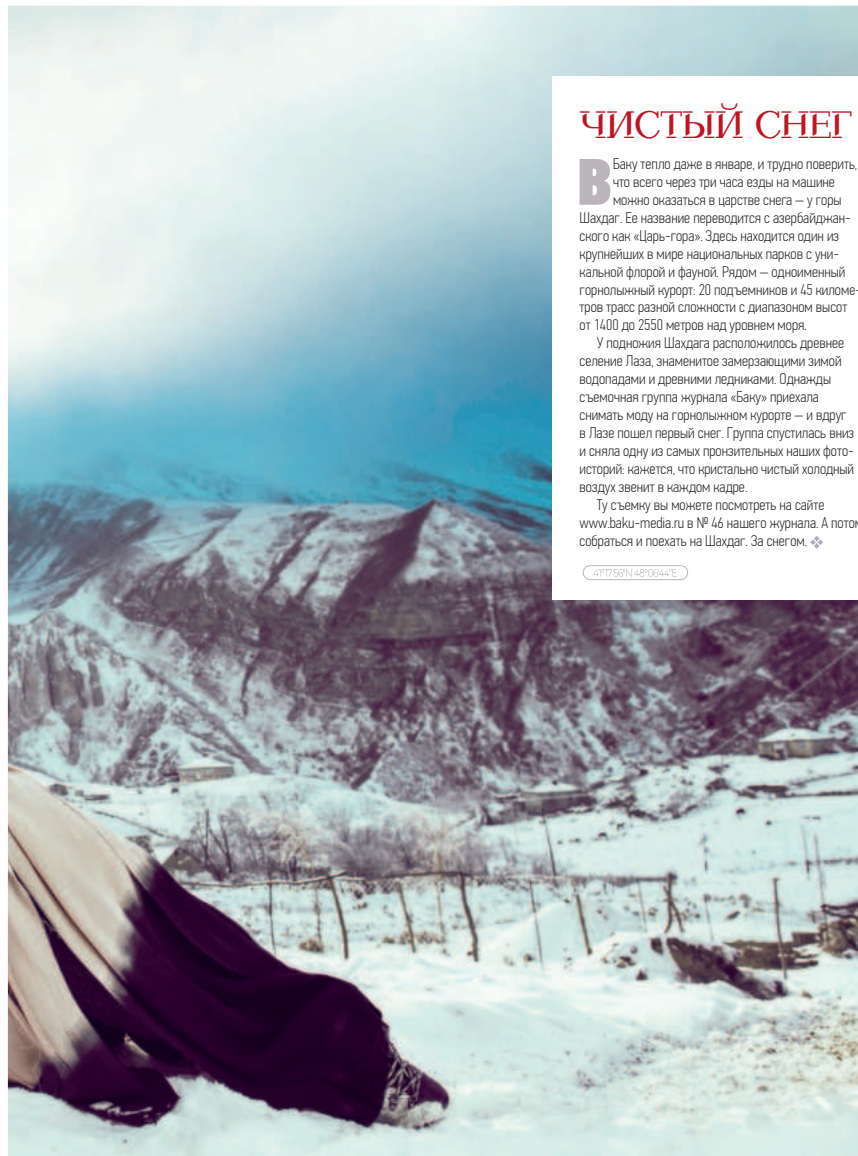 ЧИСТЫЙ СНЕГ
В Баку тепло даже в январе, и трудно поверить,
что всего через три часа езды на машине
можно оказаться в царстве снега — у горы
Шахдаг. Ее название переводится с азербайджан-
ского как «Царь-гора». Здесь находится один из
крупнейших в мире национальных парков с уни-
кальной флорой и фауной. Рядом — одноименный
горнолыжный курорт: 20 подъемников и 45 киломе-
тров трасс разной сложности с диапазоном высот
от 1400 до 2550 метров над уровнем моря.
У подножия Шахдага расположилось древнее
селение Лаза, знаменитое замерзающими зимой
водопадами и древними ледниками. Однажды
съемочная группа журнала «Баку» приехала
снимать моду на горнолыжном курорте — и вдруг
в Лазе пошел первый снег. Группа спустилась вниз
и сняла одну из самых пронзительных наших фото-
историй: кажется, что кристально чистый холодный
воздух звенит в каждом кадре.
Ту съемку вы можете посмотреть на сайте
www.baku-media.ru в № 46 нашего журнала. А потом
собраться и поехать на Шахдаг. За снегом.
41°17'56"N 48°06'44"E